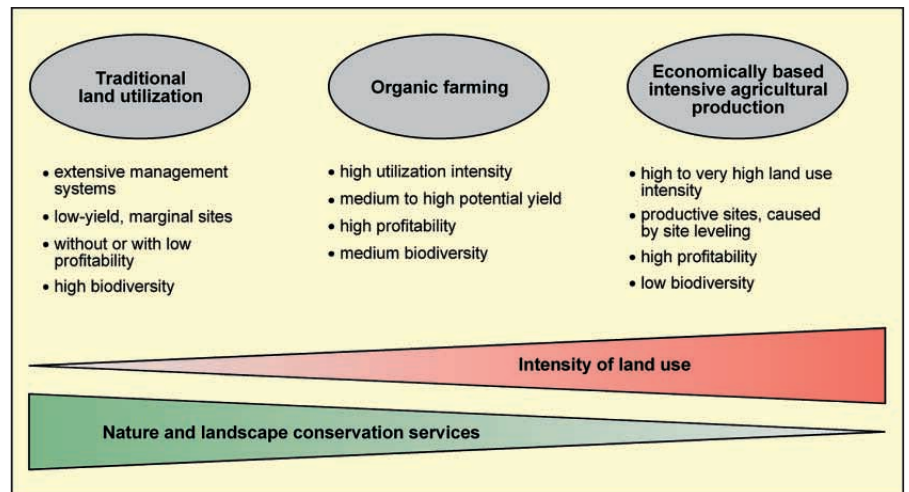 Traditional
land utilization
• extensive management
systems
• low-yield, marginal sites
• without or with low
profitability
• high biodiversity
Organic farming
• high utilization intensity
• medium to high potential yield
• high profitability
• medium biodiversity
Economically based
intensive agricultural
production
• high to very high land use
intensity
• productive sites, caused
by site leveling
• high profitability
• low biodiversity
Intensity of land use
Nature and landscape conservation services